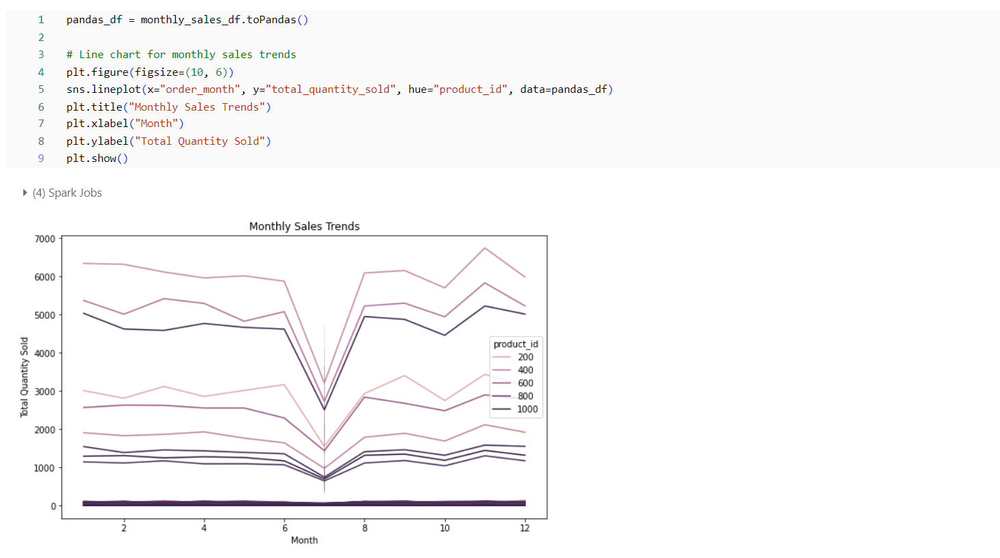 1 pandas_df = monthly_sales_df.toPandas()
2
3 # Line chart for monthly sales trends
4 plt.figure(figsize=(10, 6))
5 sns.lineplot(x="order_month", y="total_quantity_sold", hue="product_id", data=pandas_df)
6 plt.title("Monthly Sales Trends")
7 plt.xlabel("Month")
8 plt.ylabel("Total Quantity Sold")
9 plt.show()
(4) Spark Jobs
Monthly Sales Trends
7000
6000
5000
4000
3000
2000
1000
0
Total Quantity Sold
product_id
200
400
600
800
1000
2 4 6 8 10 12
Month